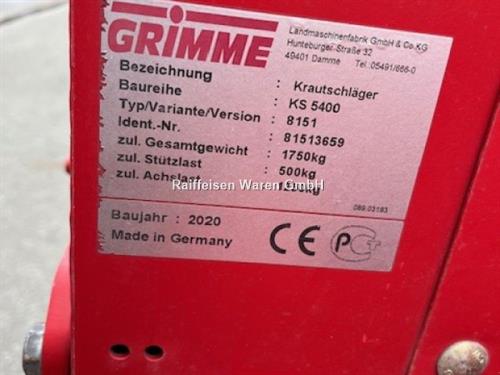 GRIMME
Landmaschinenfabrik GmbH & Co.KG
Hunteburger Straße 32
49401 Damme Tel.:05491/666-0
Bezeichnung : Krautschläger
Baureihe : KS 5400
Typ/Variante/Version : 8151
Ident.-Nr. : 81513659
zul. Gesamtgewicht : 1750kg
zul. Stützlast : 500kg
zul. Achslast
Raiffeisen Waren GmbH
089.03193
Baujahr : 2020
Made in Germany
CE